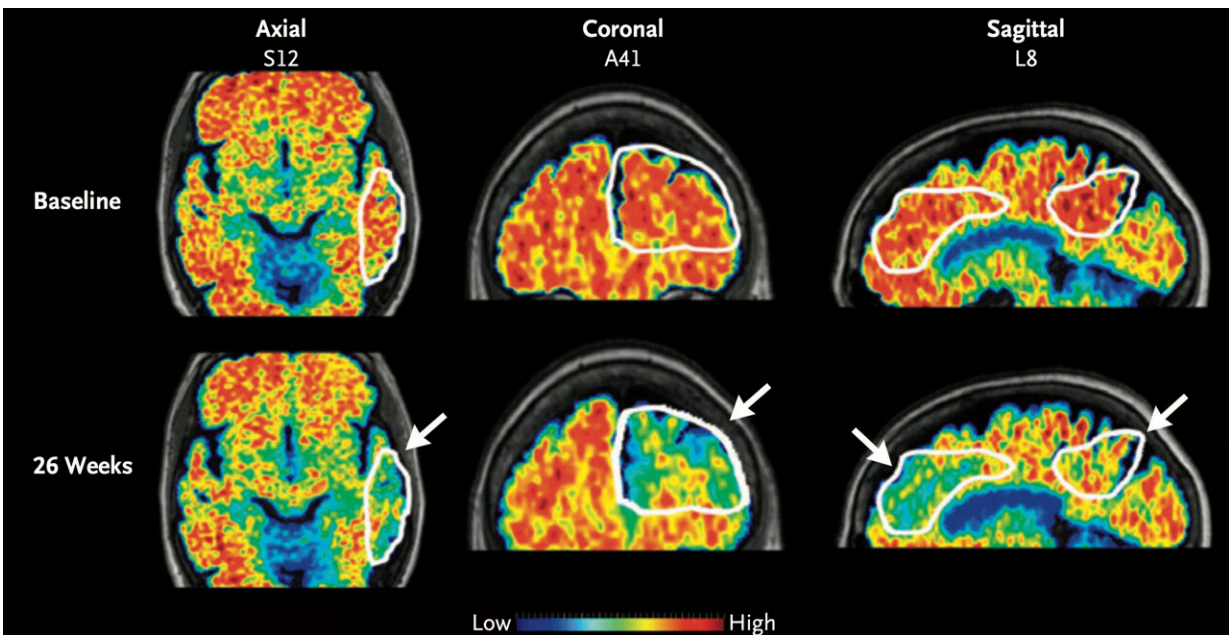 Axial
S12
Coronal
A41
Sagittal
L8
Baseline
26 Weeks
Low
High